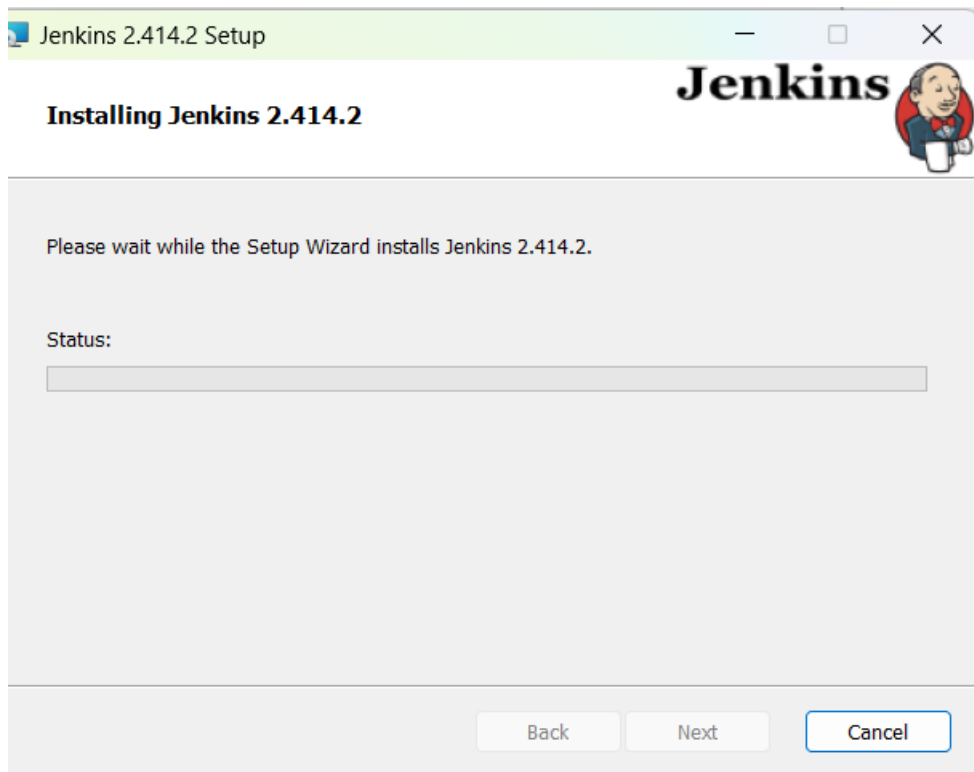 Jenkins 2.414.2 Setup
Jenkins
Installing Jenkins 2.414.2
Please wait while the Setup Wizard installs Jenkins 2.414.2.
Status:
Back Next Cancel